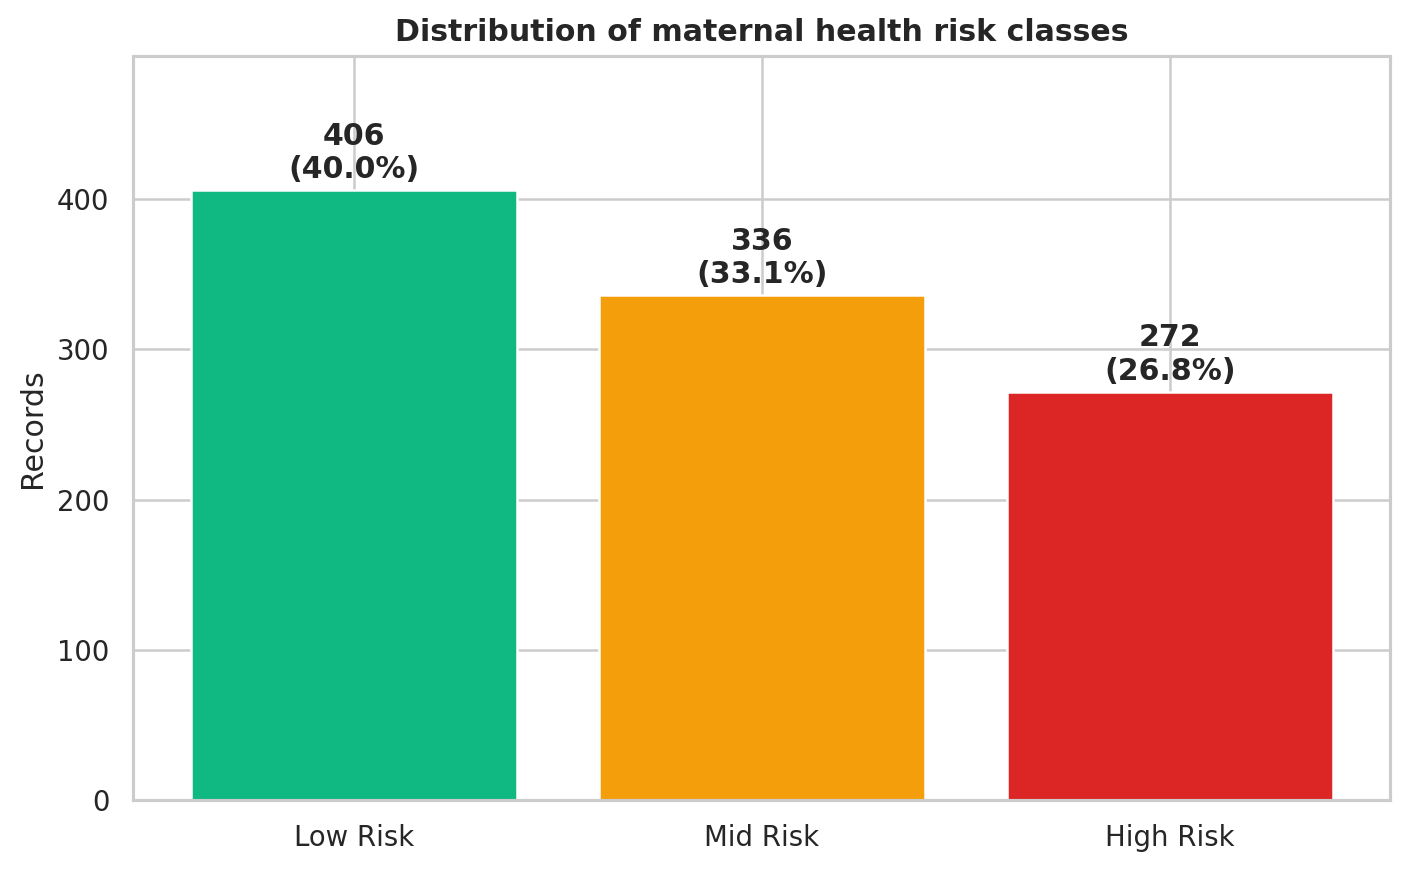 Distribution of maternal health risk classes
406
(40.0%)
336
(33.1%)
272
(26.8%)
400
300
200
100
0
Records
Low Risk
Mid Risk
High Risk